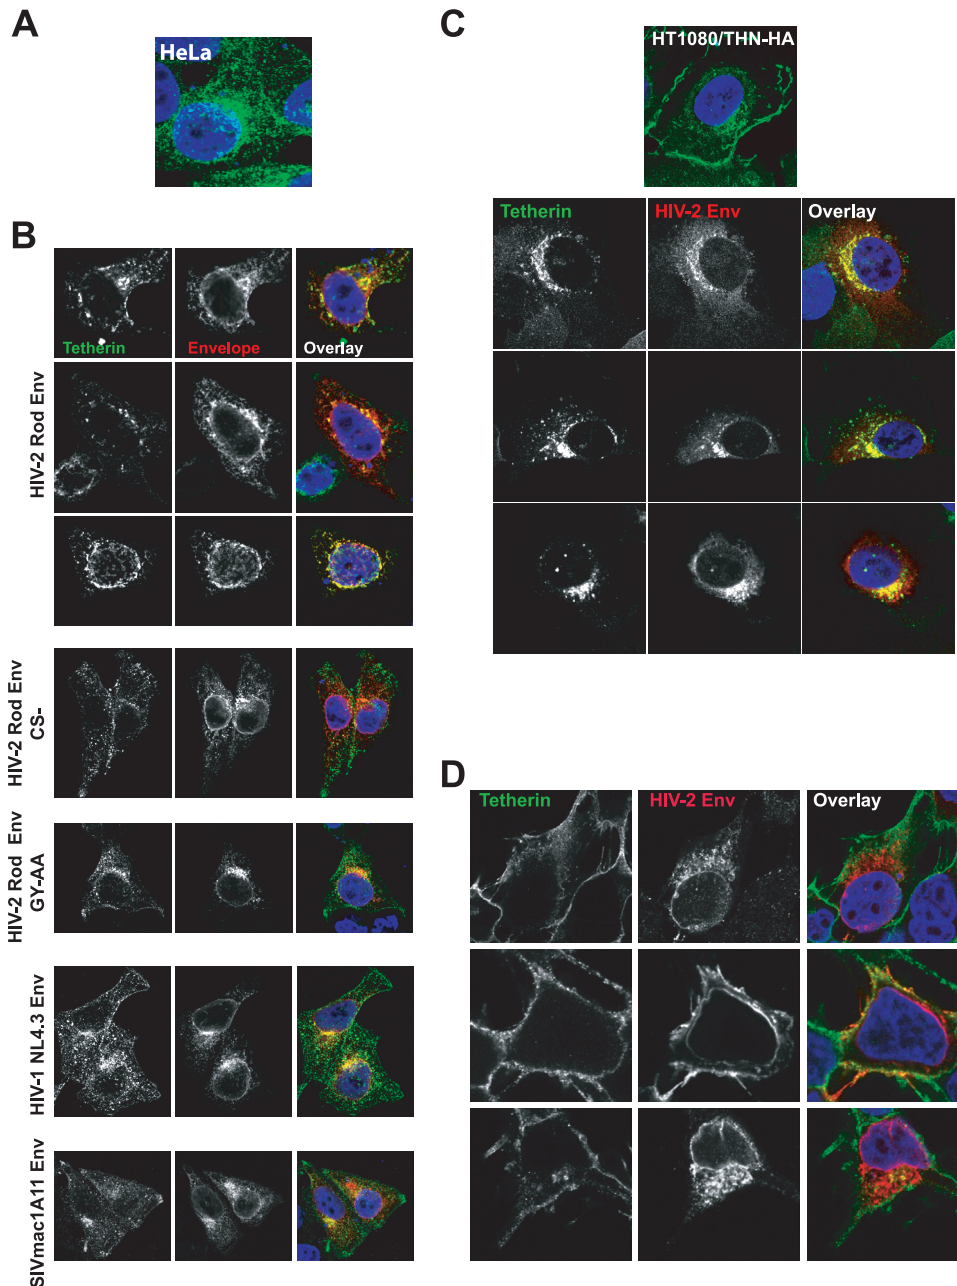 A
HeLa
B
Tetherin
Envelope
Overlay
HIV-2 Rod Env
HIV-2 Rod Env
CS-
HIV-2 Rod Env
GY-AA
HIV-1 NL4.3 Env
SIVmac1A11 Env
C
HT1080/THN-HA
Tetherin
HIV-2 Env
Overlay
D
Tetherin
HIV-2 Env
Overlay